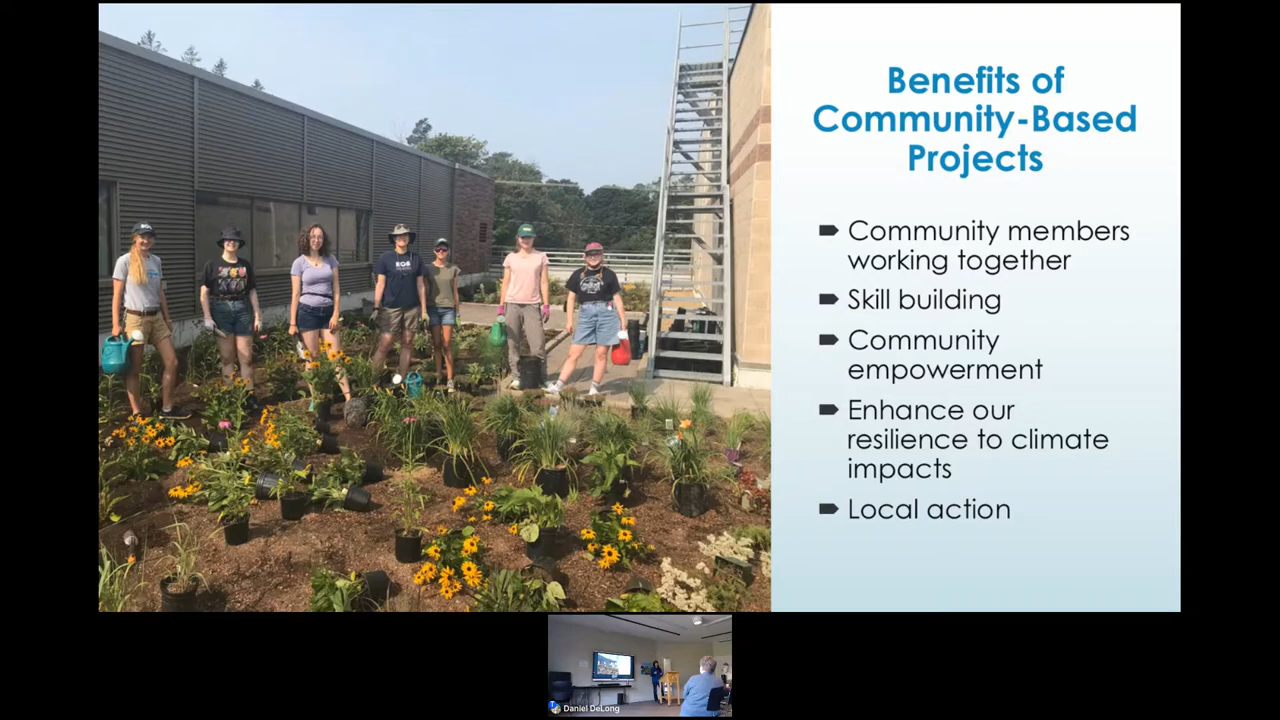 Benefits of
Community-Based
Projects
Community members
working together
Skill building
Community
empowerment
Enhance our
resilience to climate
impacts
Local action
Daniel DeLong